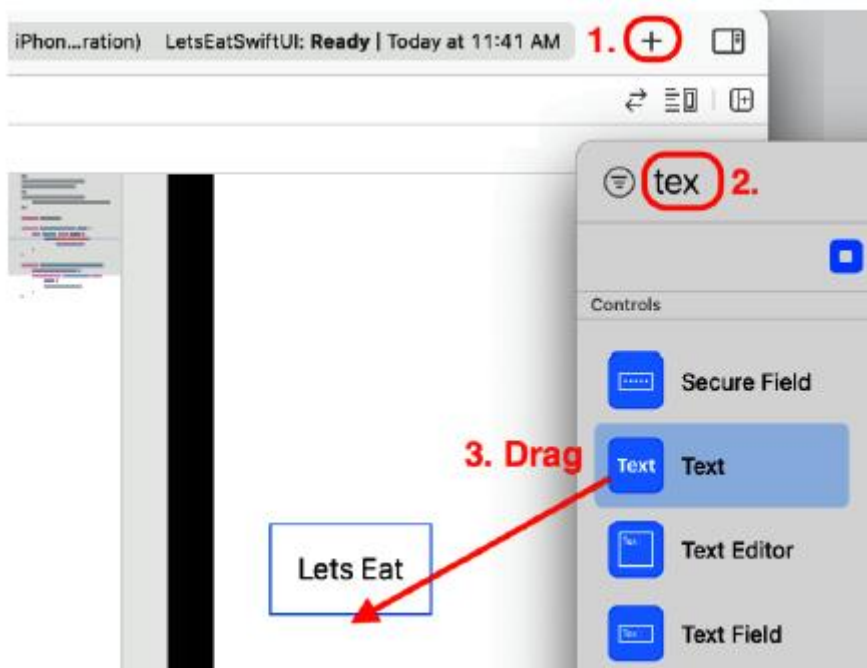 iPhon...ration) LetsEatSwiftUI: Ready | Today at 11:41 AM 1. +
tex 2.
Controls
Secure Field
3. Drag
Text Text
Text Editor
Lets Eat
Text Field